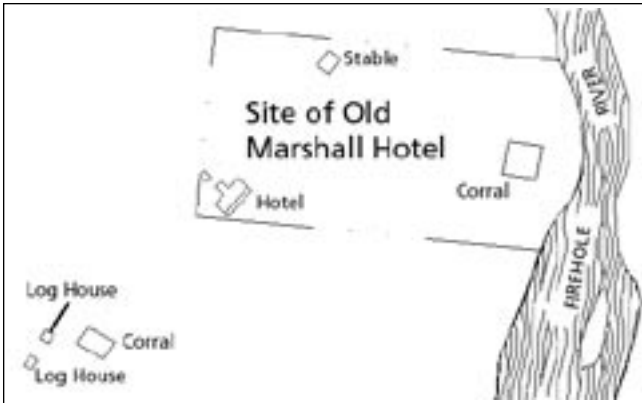 Stable
Site of Old
Marshall Hotel
RIVER
Corral
Hotel
FIREHOLE
Log House
Corral
Log House